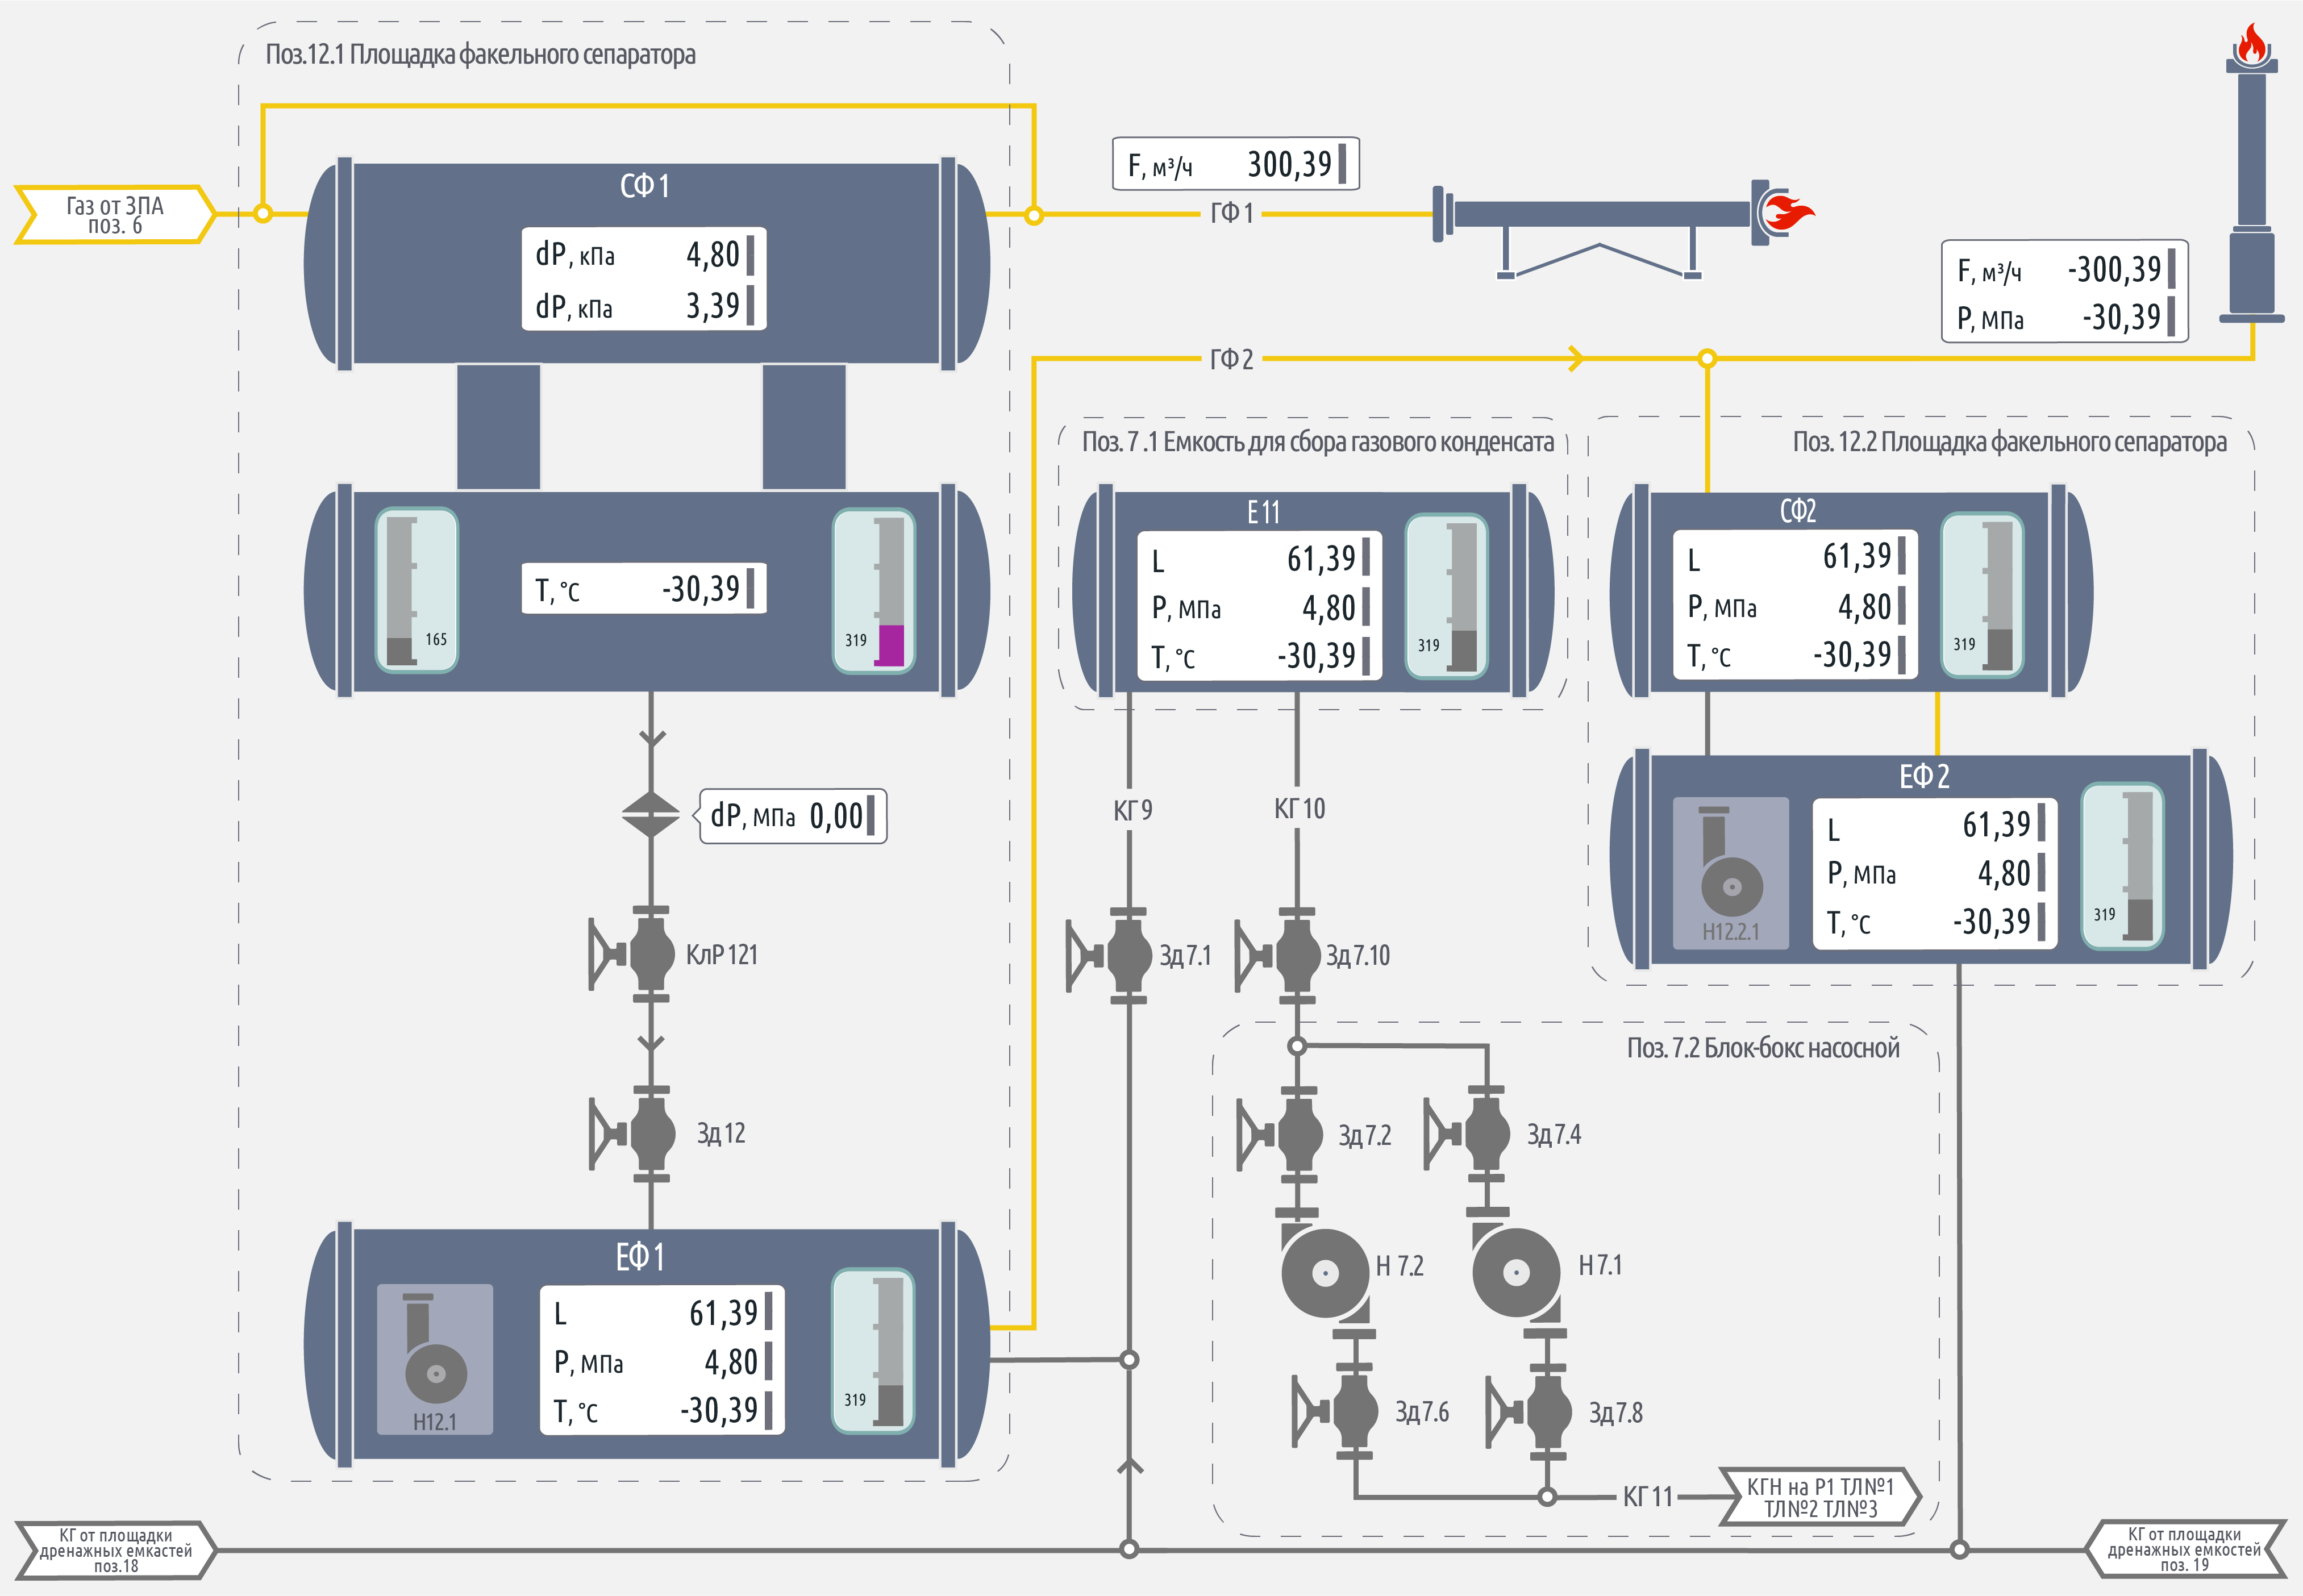 Поз.12.1 Площадка факельного сепаратора
Газ от ЗПА
поз. 6
СФ 1
dP, кПа 4,80
dP, кПа 3,39
F, м³/ч 300,39
ГФ 1
F, м³/ч -300,39
P, МПа -30,39
ГФ 2
165
T, °C -30,39
319
Поз. 7 .1 Емкость для сбора газового конденсата
Е 11
L 61,39
P, МПа 4,80
T, °C -30,39
319
Поз. 12.2 Площадка факельного сепаратора
СФ2
L 61,39
P, МПа 4,80
T, °C -30,39
319
ЕФ 2
Н12.2.1
L 61,39
P, МПа 4,80
T, °C -30,39
319
dP, МПа 0,00
КГ 9
КГ 10
КлР 121
Зд 7.1
Зд 7.10
Зд 12
Поз. 7.2 Блок-бокс насосной
Зд 7.2
Зд 7.4
Н 7.2
Н 7.1
Зд7.6
Зд7.8
ЕФ 1
Н12.1
L 61,39
P, МПа 4,80
T, °C -30,39
319
КГ 11
КГН на Р1 ТЛ№1
ТЛ№2 ТЛ№3
КГ от площадки
дренажных емкастей
поз.18
КГ от площадки
дренажных емкостей
поз. 19